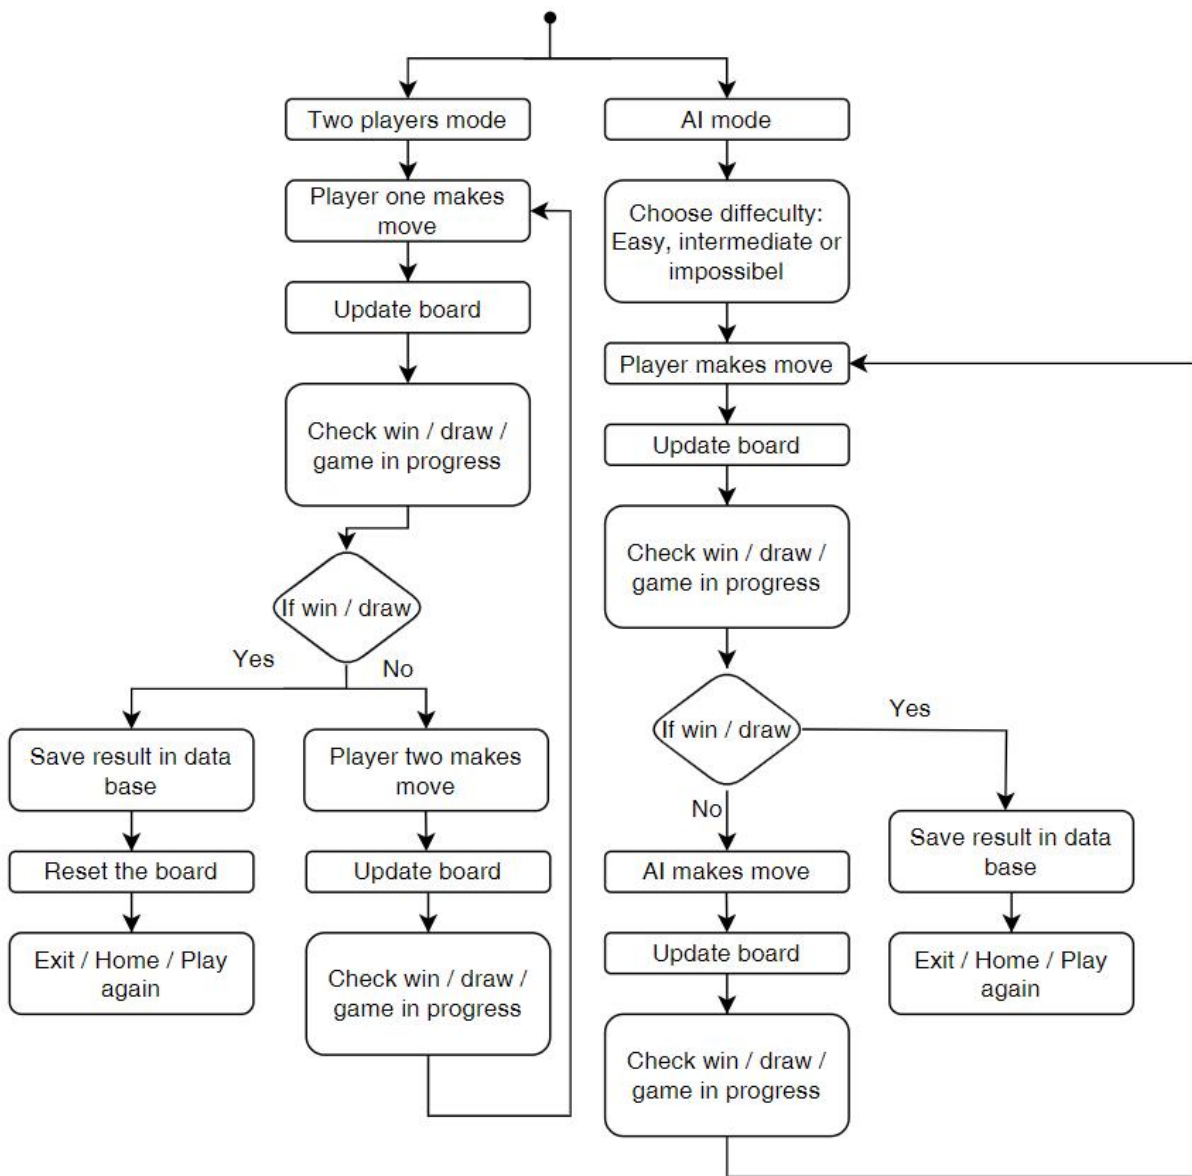 Two players mode
AI mode
Player one makes
move
Choose diffeculty:
Easy, intermediate or
impossibel
Update board
Player makes move
Check win / draw /
game in progress
Update board
Check win / draw /
game in progress
If win / draw
Yes
No
If win / draw
Yes
Save result in data
base
Player two makes
move
No
Save result in data
base
Reset the board
Update board
AI makes move
Exit / Home / Play
again
Check win / draw /
game in progress
Update board
Exit / Home / Play
again
Check win / draw /
game in progress